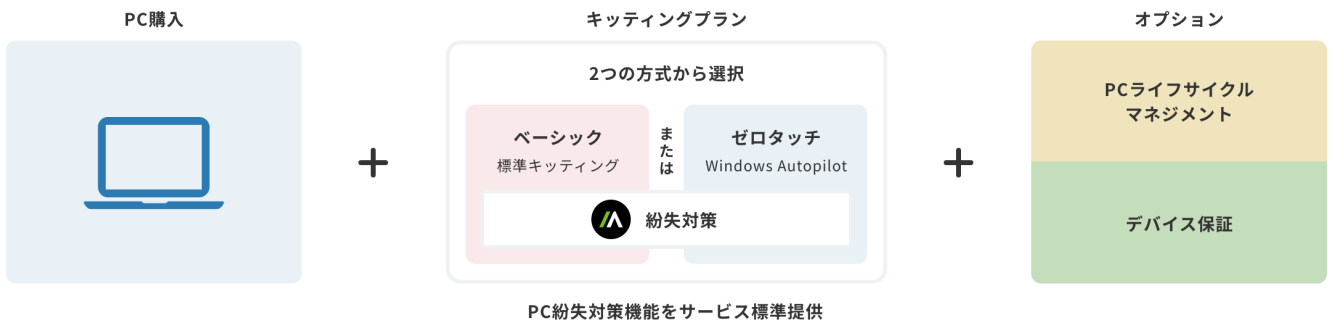 PC購入
キッティングプラン
オプション
2つの方式から選択
ベーシック
標準キッティング
または
ゼロタッチ
Windows Autopilot
紛失対策
PCライフサイクル
マネジメント
デバイス保証
PC紛失対策機能をサービス標準提供